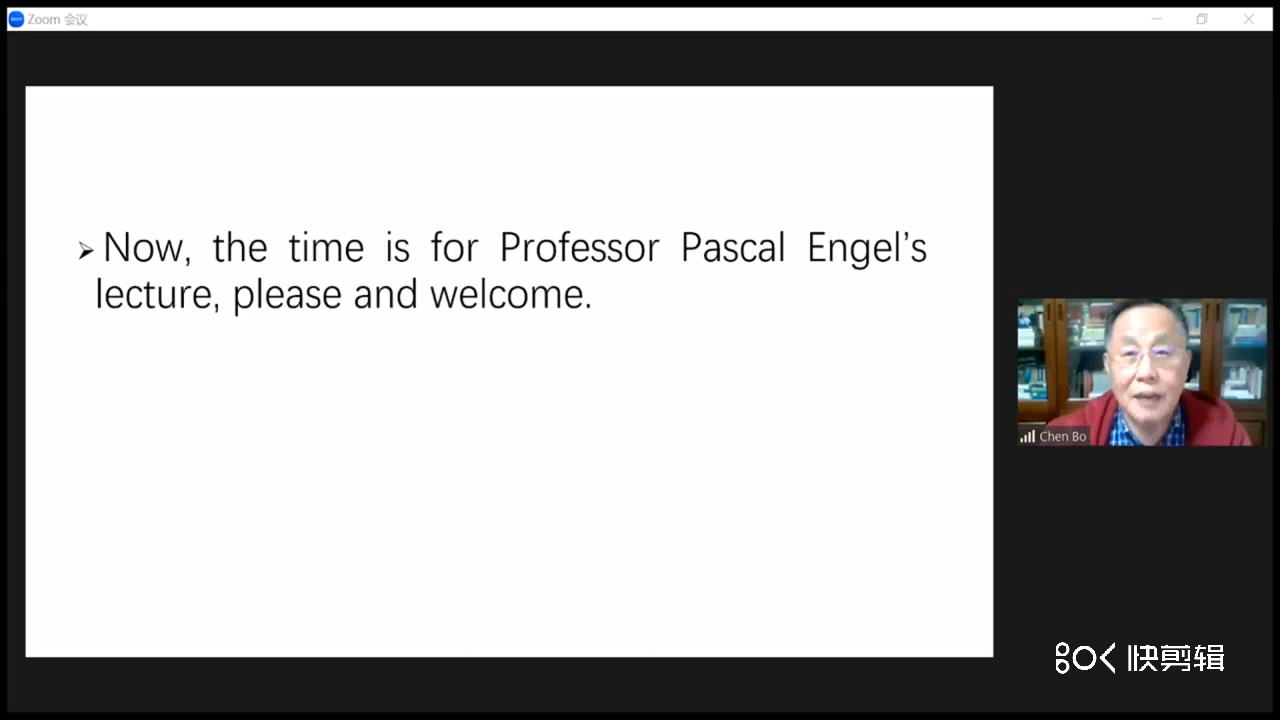 Zoom 会议
Now, the time is for Professor Pascal Engel’s
lecture, please and welcome.
Chen Bo
快剪辑